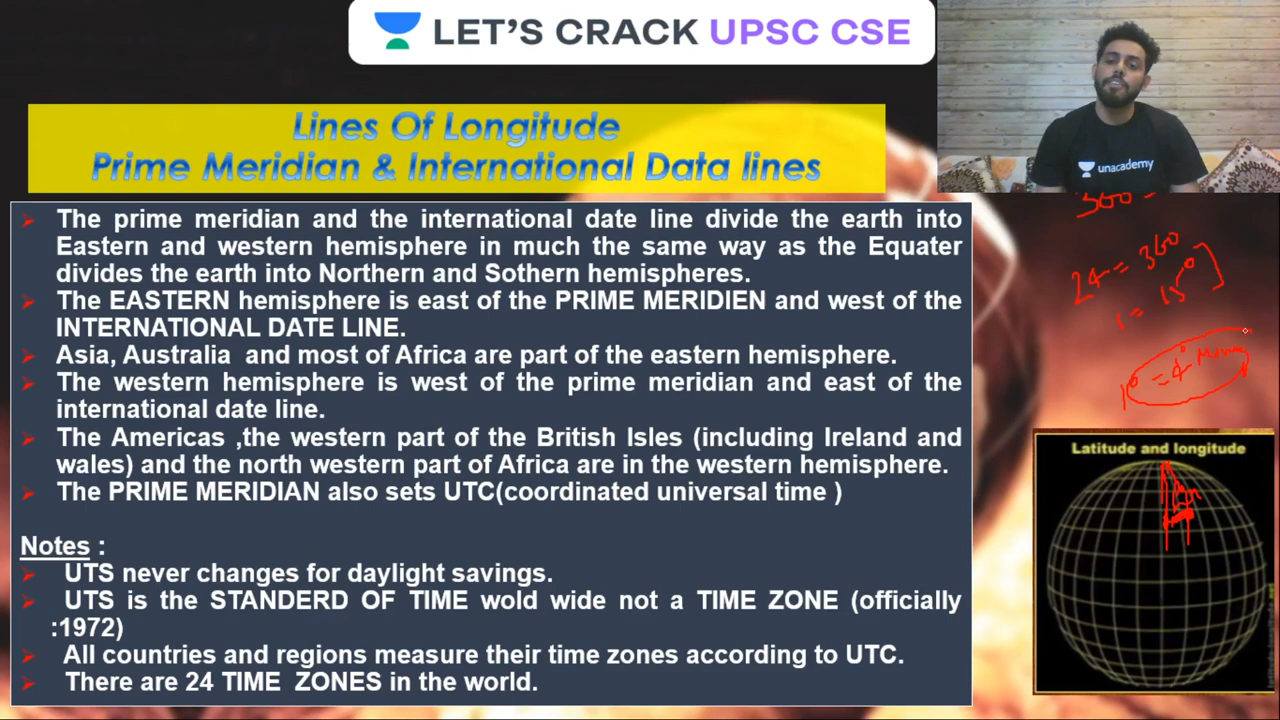 LET'S CRACK UPSC CSE
unacademy
Lines Of Longitude
Prime Meridian & International Data lines
The prime meridian and the international date line divide the earth into
Eastern and western hemisphere in much the same way as the Equater
divides the earth into Northern and Sothern hemispheres.
The EASTERN hemisphere is east of the PRIME MERIDIEN and west of the
INTERNATIONAL DATE LINE.
Asia, Australia and most of Africa are part of the eastern hemisphere.
The western hemisphere is west of the prime meridian and east of the
international date line.
The Americas ,the western part of the British Isles (including Ireland and
wales) and the north western part of Africa are in the western hemisphere.
The PRIME MERIDIAN also sets UTC(coordinated universal time )
Notes :
UTS never changes for daylight savings.
UTS is the STANDERD OF TIME wold wide not a TIME ZONE (officially
:1972)
All countries and regions measure their time zones according to UTC.
There are 24 TIME ZONES in the world.
360
24 = 360
1 = 15°
1° = 4
Latitude and longitude